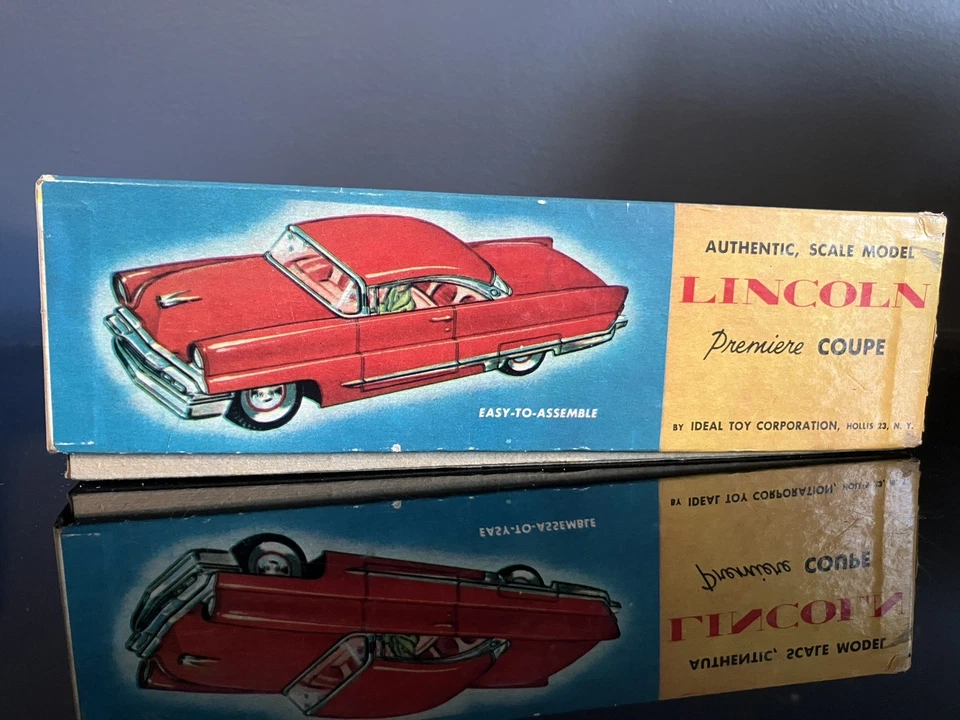 AUTHENTIC, SCALE MODEL
LINCOLN
Premiere COUPE
EASY-TO-ASSEMBLE
BY IDEAL TOY CORPORATION, HOLLIS 23, N. Y.